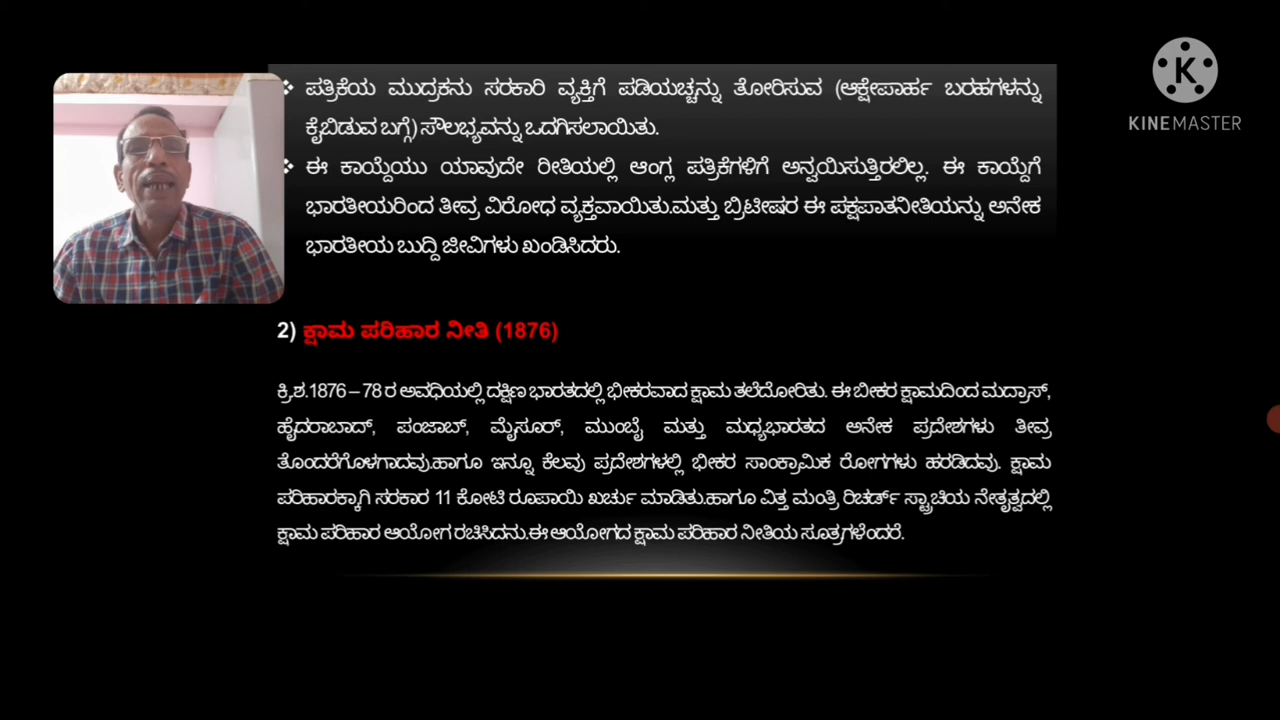 K
KINEMASTER
❖ ಪತ್ರಿಕೆಯ ಮುದ್ರಕನು ಸರಕಾರಿ ವ್ಯಕ್ತಿಗೆ ಪಡಿಯಚ್ಚನ್ನು ತೋರಿಸುವ (ಆಕ್ಷೇಪಾರ್ಹ ಬರಹಗಳನ್ನು
ಕೈಬಿಡುವ ಬಗ್ಗೆ) ಸೌಲಭ್ಯವನ್ನು ಒದಗಿಸಲಾಯಿತು.
❖ ಈ ಕಾಯ್ದೆಯು ಯಾವುದೇ ರೀತಿಯಲ್ಲಿ ಆಂಗ್ಲ ಪತ್ರಿಕೆಗಳಿಗೆ ಅನ್ವಯಿಸುತ್ತಿರಲಿಲ್ಲ. ಈ ಕಾಯ್ದೆಗೆ
ಭಾರತೀಯರಿಂದ ತೀವ್ರ ವಿರೋಧ ವ್ಯಕ್ತವಾಯಿತು.ಮತ್ತು ಬ್ರಿಟೀಷರ ಈ ಪಕ್ಷಪಾತನೀತಿಯನ್ನು ಅನೇಕ
ಭಾರತೀಯ ಬುದ್ದಿ ಜೀವಿಗಳು ಖಂಡಿಸಿದರು.
2) ಕ್ಷಾಮ ಪರಿಹಾರ ನೀತಿ (1876)
ಕ್ರಿ.ಶ.1876 – 78 ರ ಅವಧಿಯಲ್ಲಿ ದಕ್ಷಿಣ ಭಾರತದಲ್ಲಿ ಭೀಕರವಾದ ಕ್ಷಾಮ ತಲೆದೋರಿತು. ಈ ಬೀಕರ ಕ್ಷಾಮದಿಂದ ಮದ್ರಾಸ್,
ಹೈದರಾಬಾದ್, ಪಂಜಾಬ್, ಮೈಸೂರ್, ಮುಂಬೈ ಮತ್ತು ಮಧ್ಯಭಾರತದ ಅನೇಕ ಪ್ರದೇಶಗಳು ತೀವ್ರ
ತೊಂದರೆಗೊಳಗಾದವು.ಹಾಗೂ ಇನ್ನೂ ಕೆಲವು ಪ್ರದೇಶಗಳಲ್ಲಿ ಭೀಕರ ಸಾಂಕ್ರಾಮಿಕ ರೋಗಗಳು ಹರಡಿದವು. ಕ್ಷಾಮ
ಪರಿಹಾರಕ್ಕಾಗಿ ಸರಕಾರ 11 ಕೋಟಿ ರೂಪಾಯಿ ಖರ್ಚು ಮಾಡಿತು.ಹಾಗೂ ವಿತ್ತ ಮಂತ್ರಿ ರಿಚರ್ಡ್ ಸ್ಟ್ರಾಚಿಯ ನೇತೃತ್ವದಲ್ಲಿ
ಕ್ಷಾಮ ಪರಿಹಾರ ಆಯೋಗ ರಚಿಸಿದನು.ಈ ಆಯೋಗದ ಕ್ಷಾಮ ಪರಿಹಾರ ನೀತಿಯ ಸೂತ್ರಗಳೆಂದರೆ.